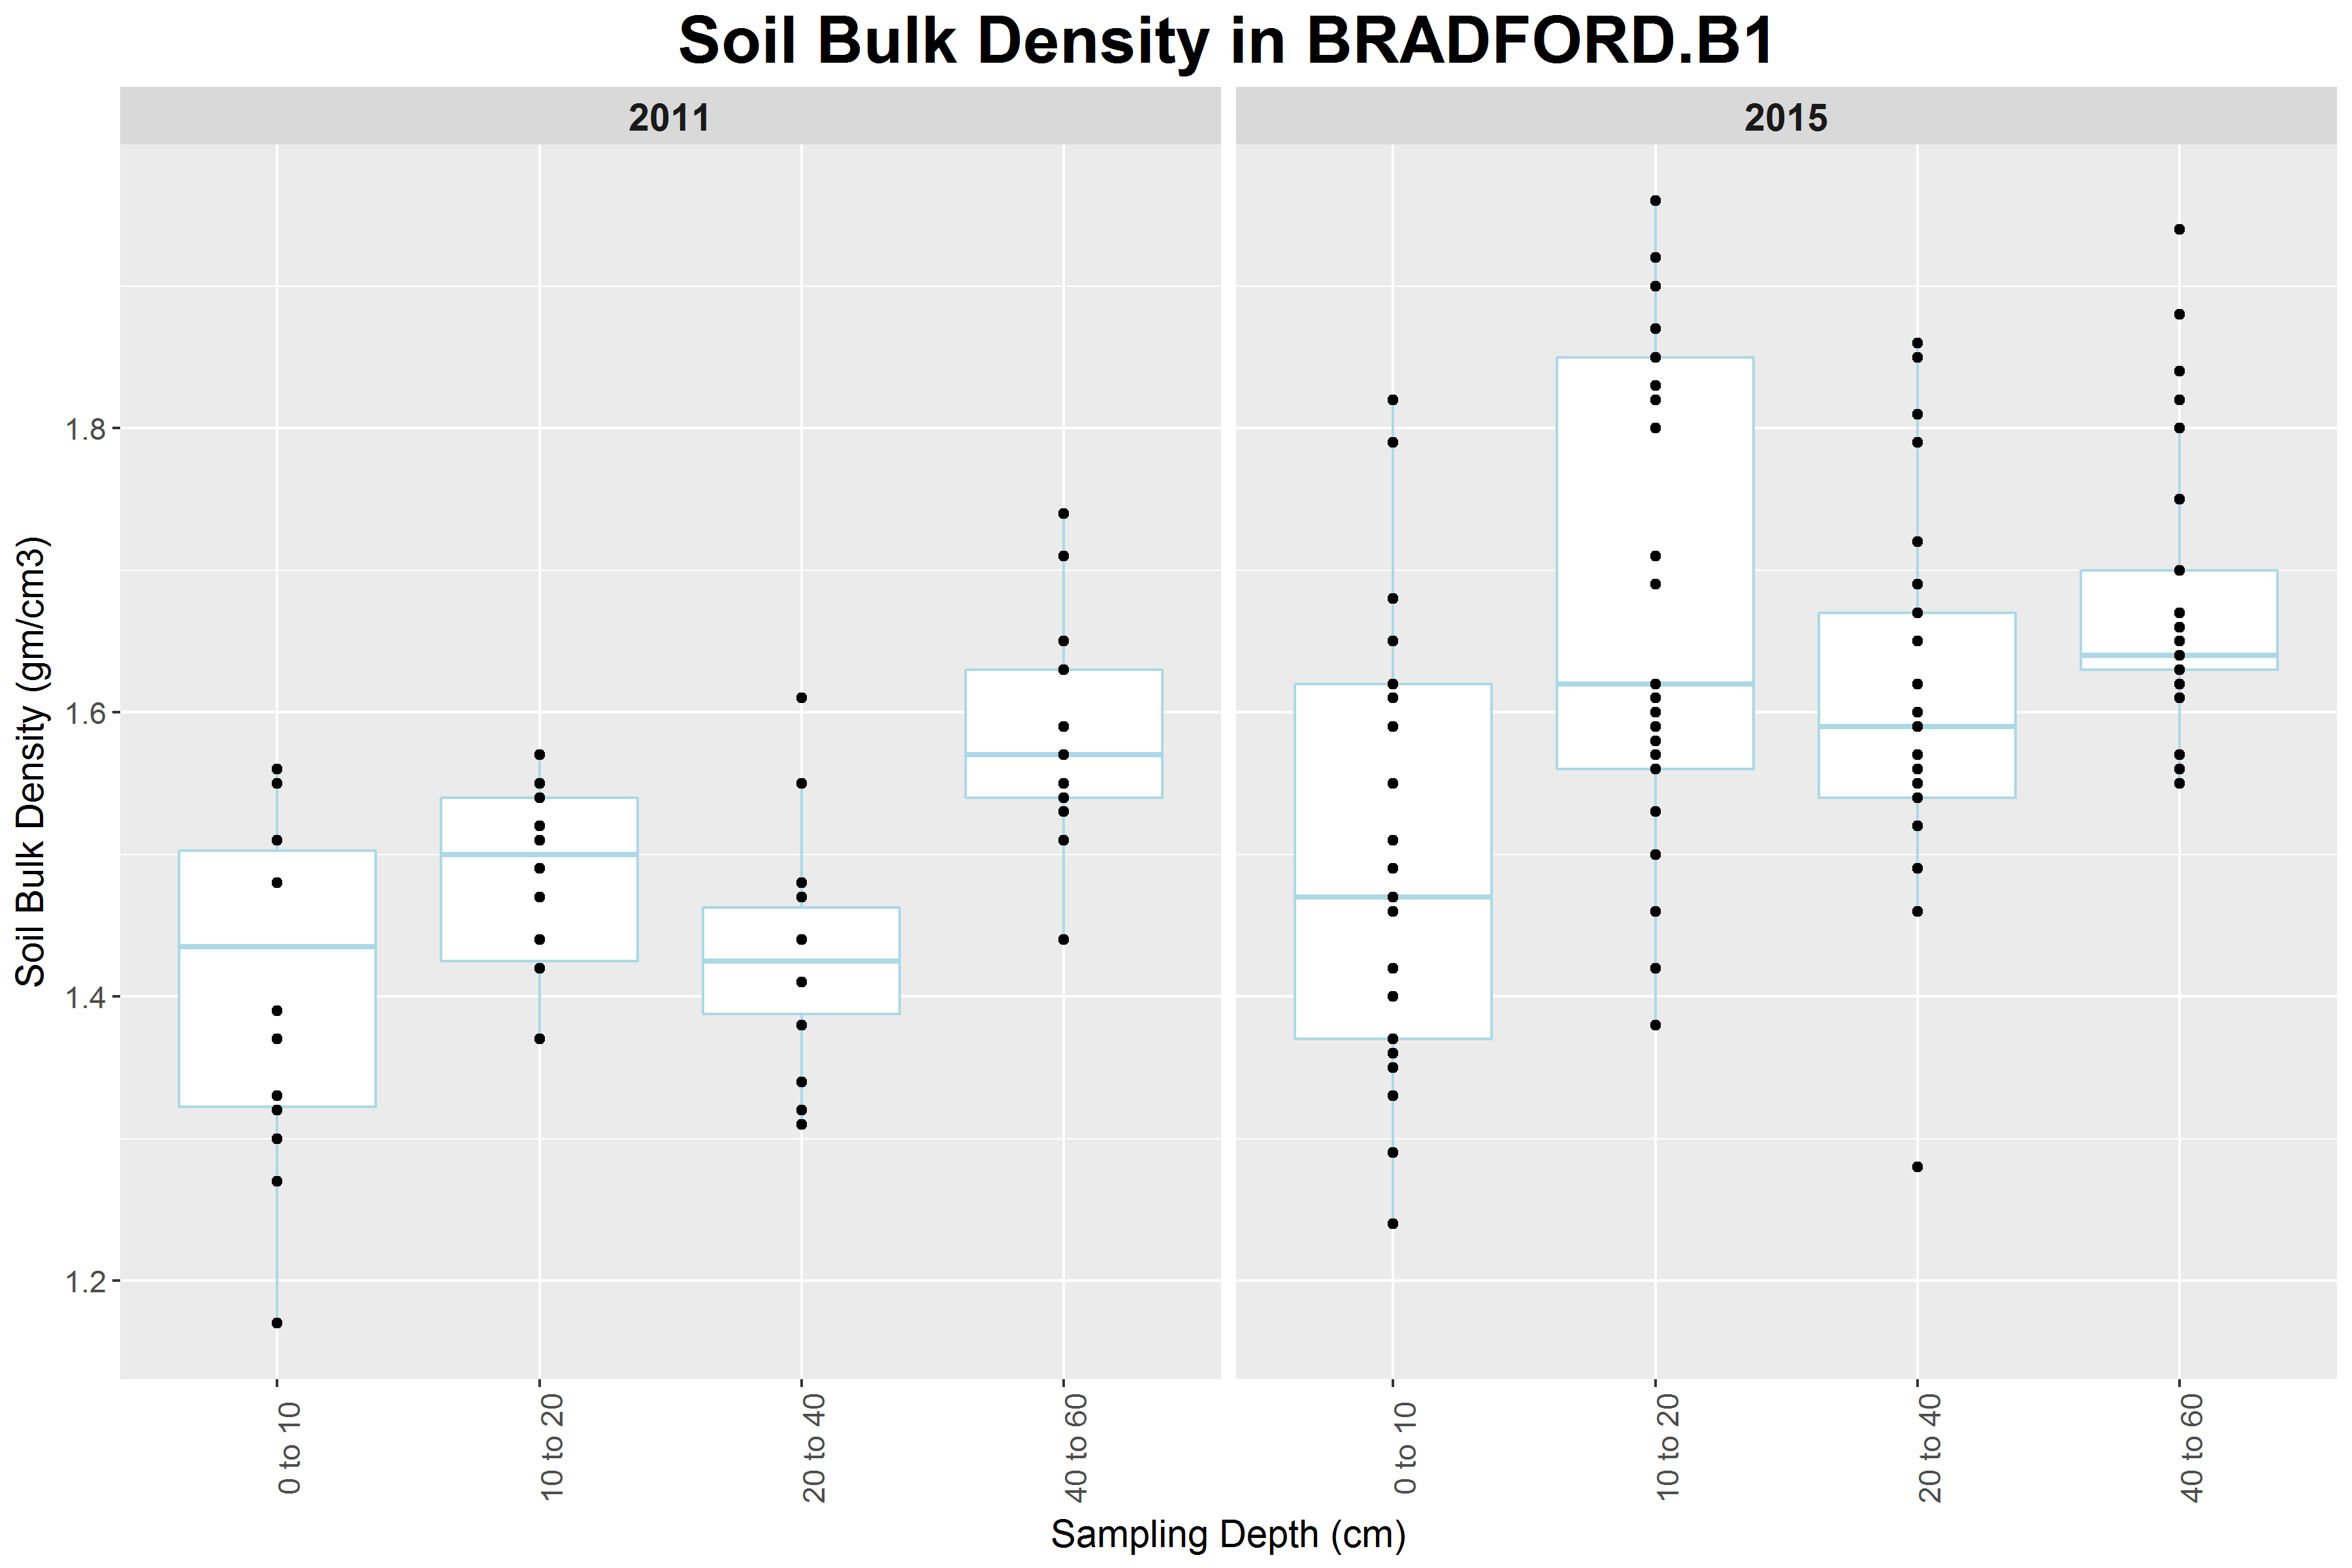 Soil Bulk Density in BRADFORD.B1
2011
2015
Soil Bulk Density (gm/cm3)
1.8
1.6
1.4
1.2
0 to 10
10 to 20
20 to 40
40 to 60
0 to 10
10 to 20
20 to 40
40 to 60
Sampling Depth (cm)